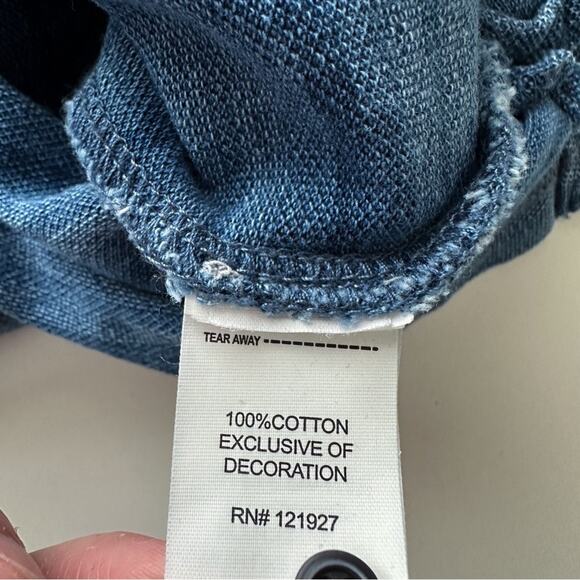 TEAR AWAY
100%COTTON
EXCLUSIVE OF
DECORATION
RN# 121927